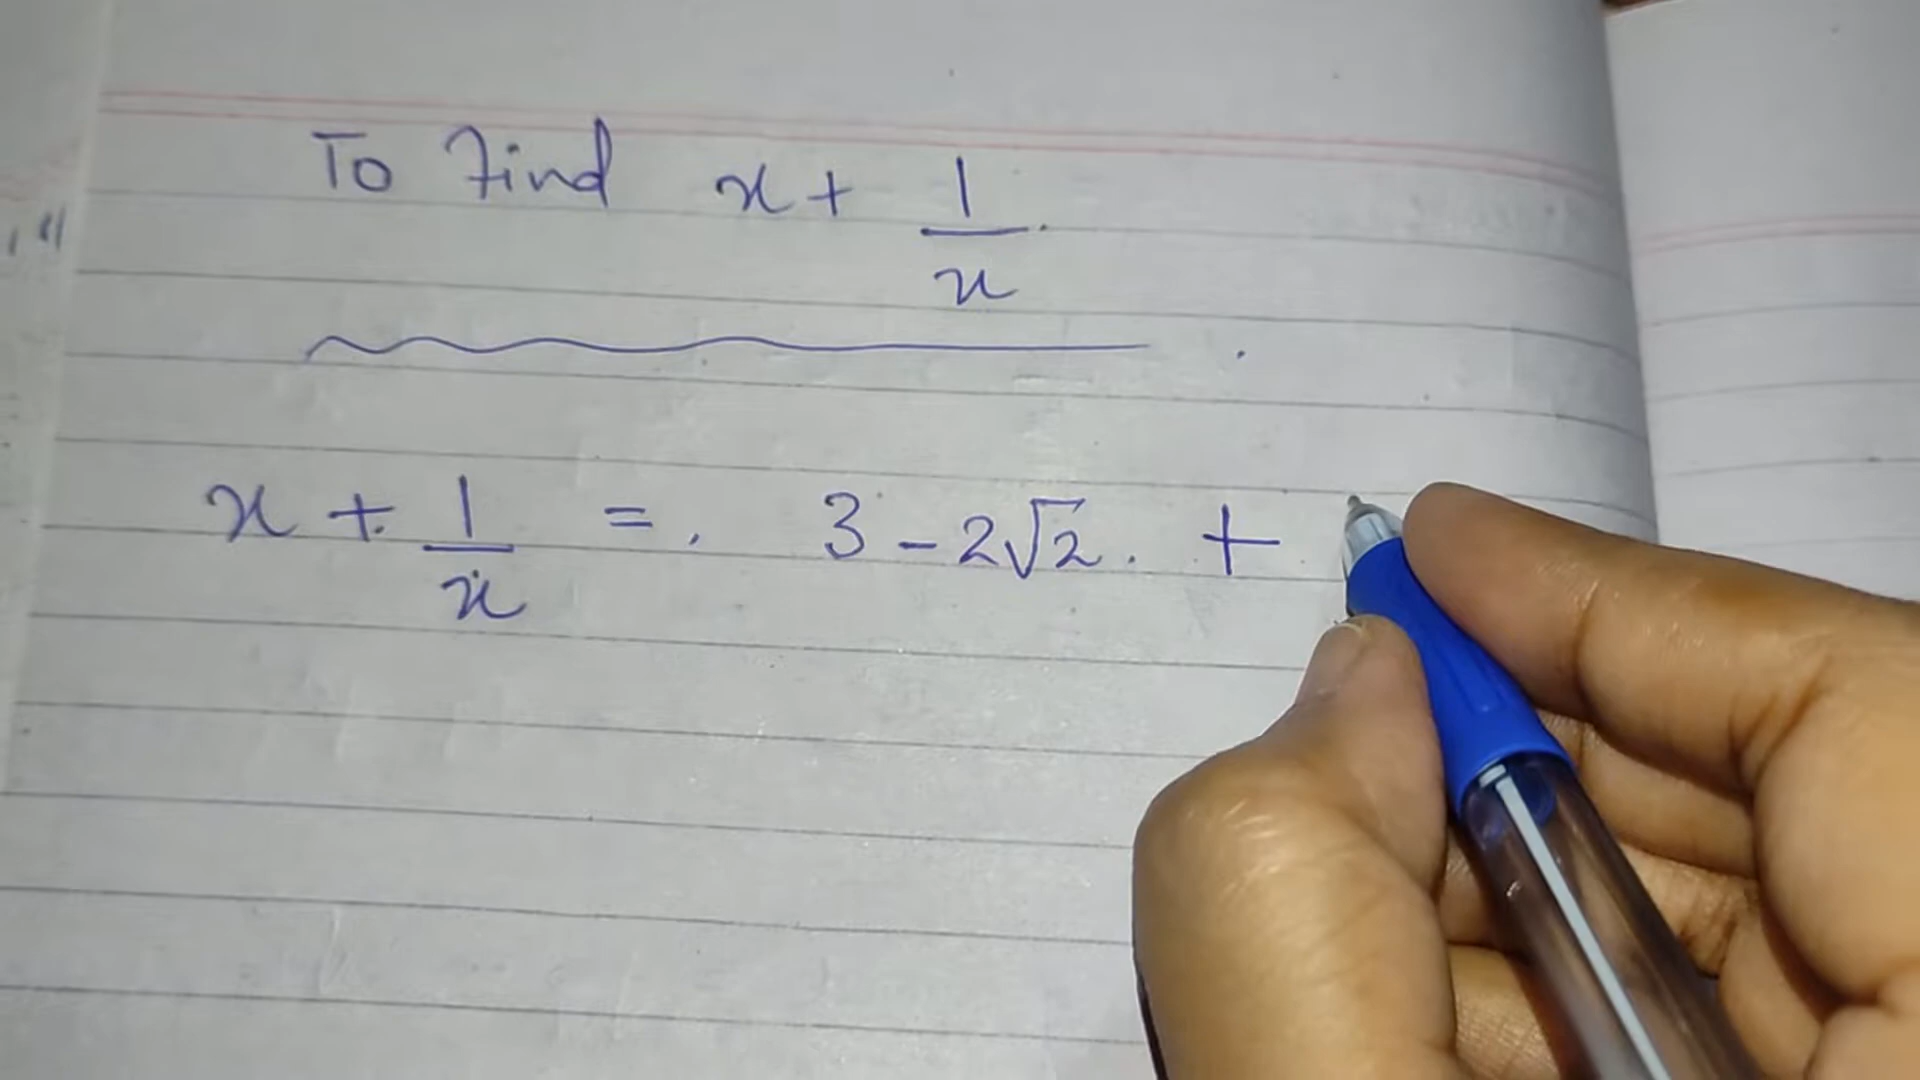 To Find x + 1/x
x + 1/x = 3 - 2√2 +